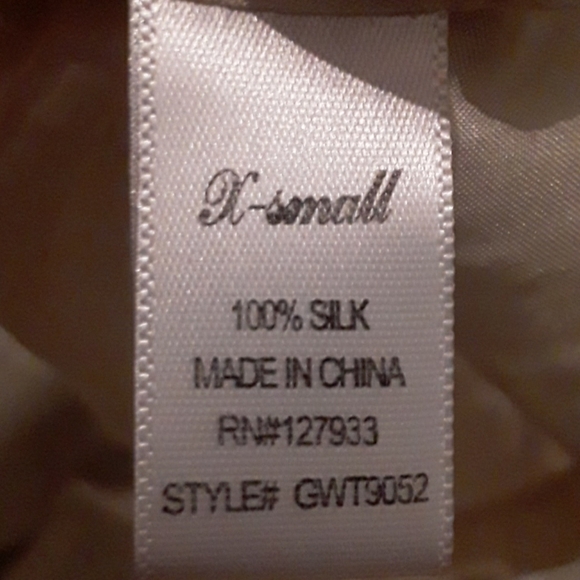 X-small
100% SILK
MADE IN CHINA
RN#127933
STYLE# GWT9052